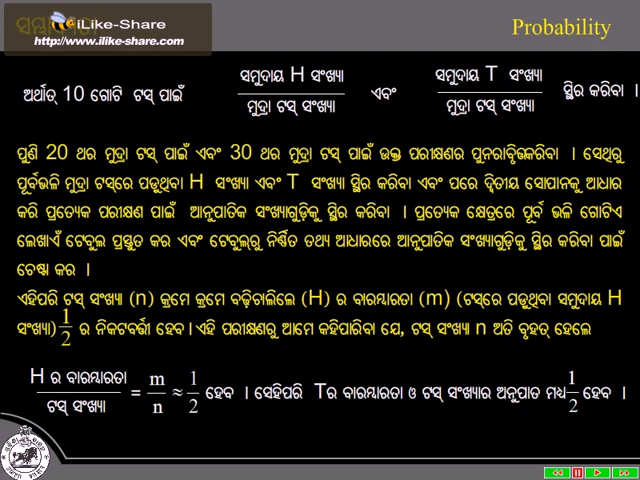 iLike-Share
http://www.ilike-share.com
Probability
ଅର୍ଥାତ୍ 10 ଗୋଟି ଟସ୍ ପାଇଁ ସମୁଦାୟ H ସଂଖ୍ୟା / ମୁଦ୍ରା ଟସ୍ ସଂଖ୍ୟା ଏବଂ ସମୁଦାୟ T ସଂଖ୍ୟା / ମୁଦ୍ରା ଟସ୍ ସଂଖ୍ୟା ସ୍ଥିର କରିବା ।
ପୁଣି 20 ଥର ମୁଦ୍ରା ଟସ୍ ପାଇଁ ଏବଂ 30 ଥର ମୁଦ୍ରା ଟସ୍ ପାଇଁ ଉକ୍ତ ପରୀକ୍ଷଣର ପୁନରାବୃତ୍ତିକରିବା । ସେଥିରୁ
ପୂର୍ବଭଳି ମୁଦ୍ରା ଟସ୍‌ରେ ପଡୁଥିବା H ସଂଖ୍ୟା ଏବଂ T ସଂଖ୍ୟା ସ୍ଥିର କରିବା ଏବଂ ପରେ ଦ୍ଵିତୀୟ ସୋପାନକୁ ଆଧାର
କରି ପ୍ରତ୍ୟେକ ପରୀକ୍ଷଣ ପାଇଁ ଆନୁପାତିକ ସଂଖ୍ୟାଗୁଡ଼ିକୁ ସ୍ଥିର କରିବା । ପ୍ରତ୍ୟେକ କ୍ଷେତ୍ରରେ ପୂର୍ବ ଭଳି ଗୋଟିଏ
ଲେଖାଏଁ ଟେବୁଲ ପ୍ରସ୍ତୁତ କର ଏବଂ ଟେବୁଲ୍‌ରୁ ନିର୍ଣ୍ଣିତ ତଥ୍ୟ ଆଧାରରେ ଆନୁପାତିକ ସଂଖ୍ୟାଗୁଡ଼ିକୁ ସ୍ଥିର କରିବା ପାଇଁ
ଚେଷ୍ଟା କର ।
ଏହିପରି ଟସ୍ ସଂଖ୍ୟା (n) କ୍ରମେ କ୍ରମେ ବଢ଼ିଚାଲିଲେ (H) ର ବାରମ୍ବାରତା (m) (ଟସ୍‌ରେ ପଡୁଥିବା ସମୁଦାୟ H
ସଂଖ୍ୟା) 1/2 ର ନିକଟବର୍ତ୍ତୀ ହେବ । ଏହି ପରୀକ୍ଷଣରୁ ଆମେ କହିପାରିବା ଯେ, ଟସ୍ ସଂଖ୍ୟା n ଅତି ବୃହତ୍ ହେଲେ
H ର ବାରମ୍ବାରତା / ଟସ୍ ସଂଖ୍ୟା = m/n ≈ 1/2 ହେବ । ସେହିପରି Tର ବାରମ୍ବାରତା ଓ ଟସ୍ ସଂଖ୍ୟାର ଅନୁପାତ ମଧ୍ୟ 1/2 ହେବ ।